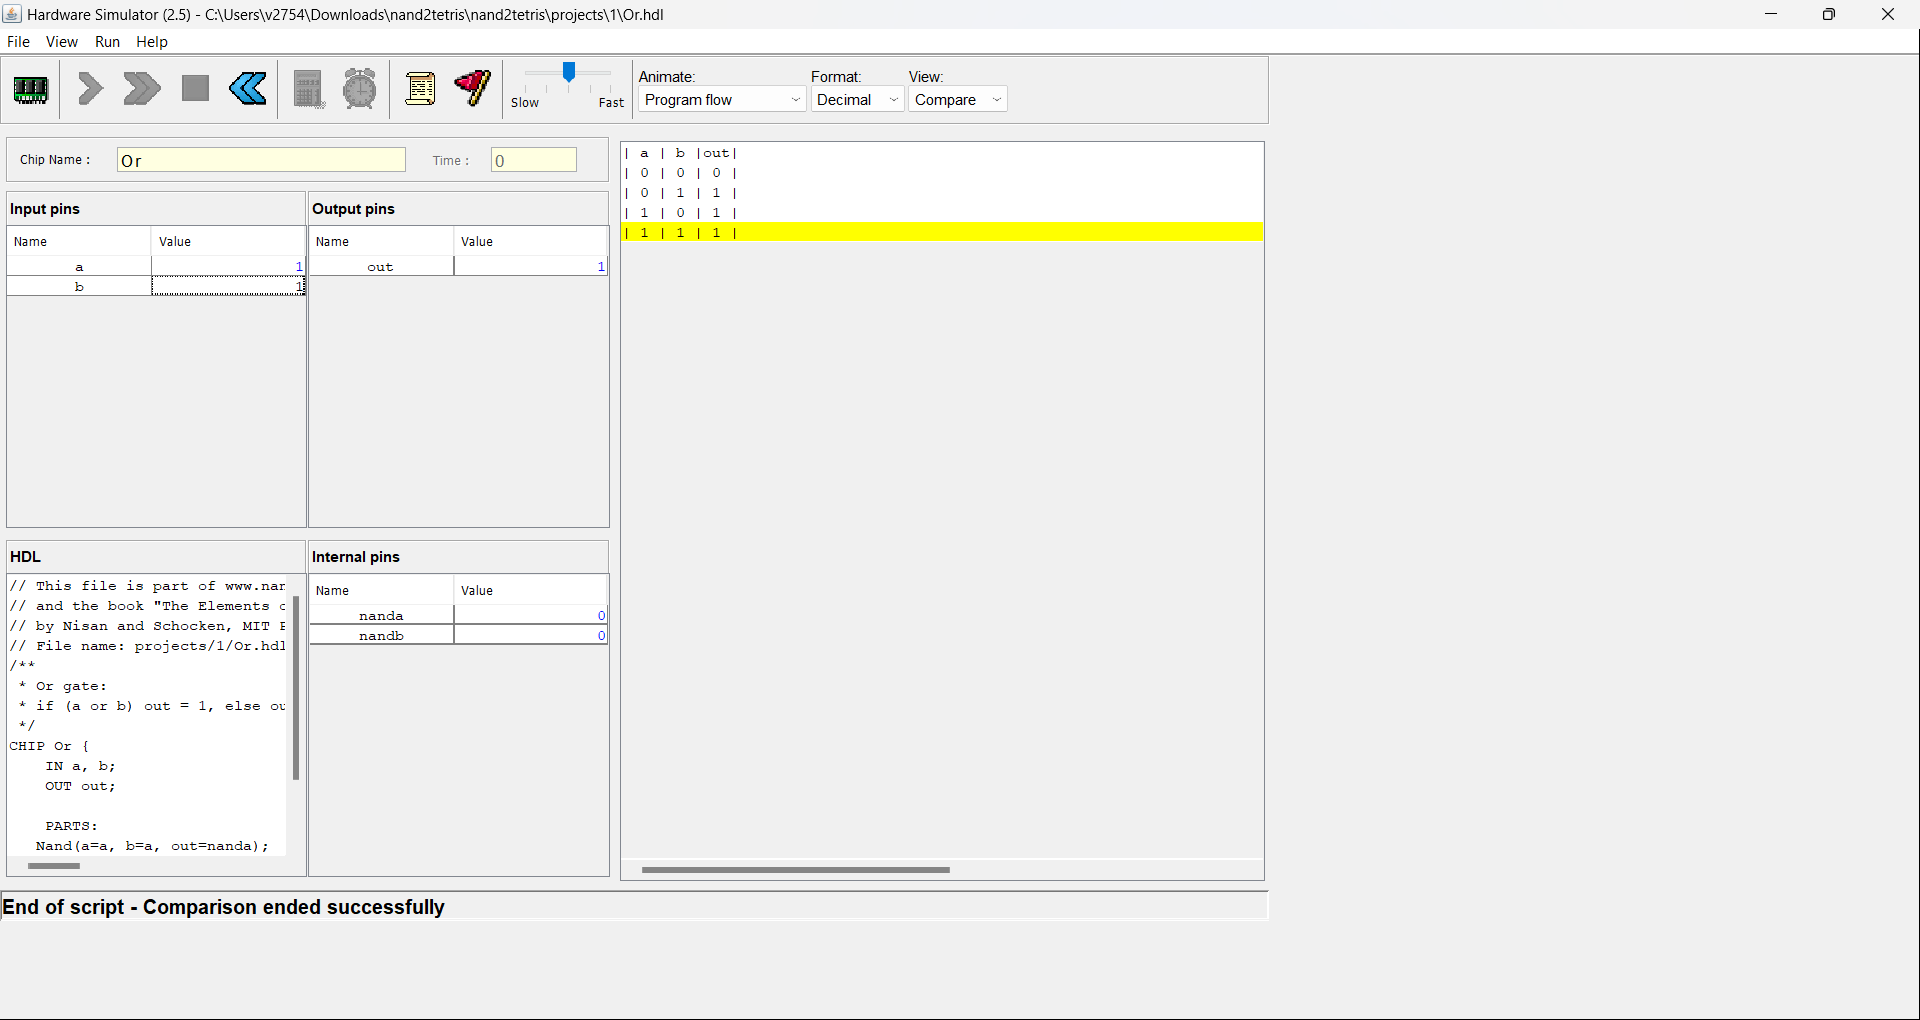 Hardware Simulator (2.5) - C:\Users\v2754\Downloads\nand2tetris\nand2tetris\projects\1\Or.hdl
File View Run Help
Slow Fast
Animate: Format: View:
Program flow Decimal Compare
Chip Name : Or Time : 0
Input pins
Name Value
a 1
b 1
Output pins
Name Value
out 1
| a | b |out|
| 0 | 0 | 0 |
| 0 | 1 | 1 |
| 1 | 0 | 1 |
| 1 | 1 | 1 |
HDL
// This file is part of www.nan
// and the book "The Elements
// by Nisan and Schocken, MIT
// File name: projects/1/Or.hdl
/**
* Or gate:
* if (a or b) out = 1, else ou
*/
CHIP Or {
IN a, b;
OUT out;
PARTS:
Nand(a=a, b=a, out=nanda);
Internal pins
Name Value
nanda 0
nandb 0
End of script - Comparison ended successfully